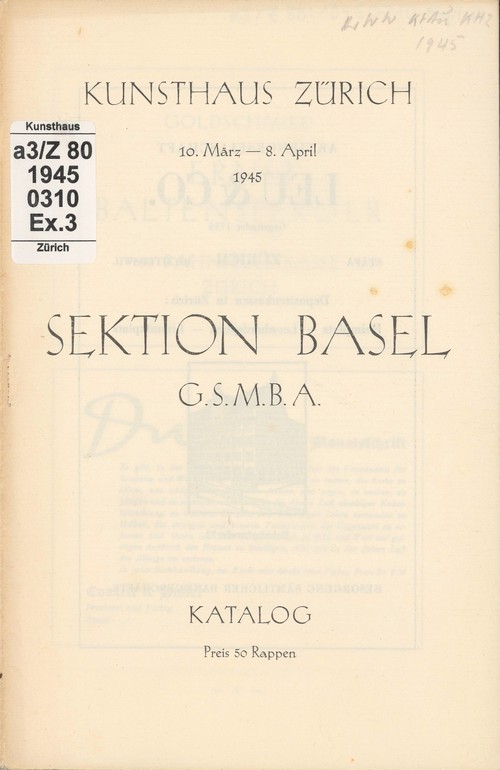 1945
KUNSTHAUS ZÜRICH
10. März — 8. April
1945
Kunsthaus
a3/Z 80
1945
0310
Ex.3
Zürich
SEKTION BASEL
G.S.M.B.A.
KATALOG
Preis 50 Rappen